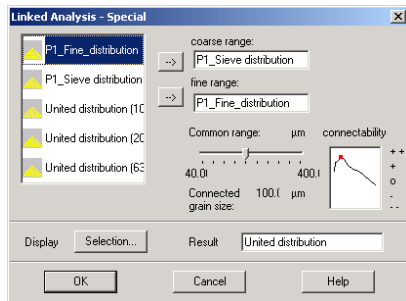 Linked Analysis - Special
P1_Fine_distribution
P1_Sieve distribution
United distribution (10
United distribution (20
United distribution (63
coarse range:
-->
P1_Sieve distribution
fine range:
-->
P1_Fine_distribution
Common range: µm
connectability
40.0(
400.(
Connected grain size: 100.( µm
+ +
+
o
-
- -
Display
Selection...
Result
United distribution
OK
Cancel
Help